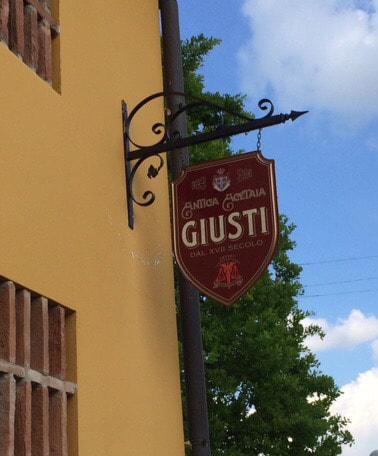 ANTICA ACETAIA
GIUSTI
DAL XVII SECOLO